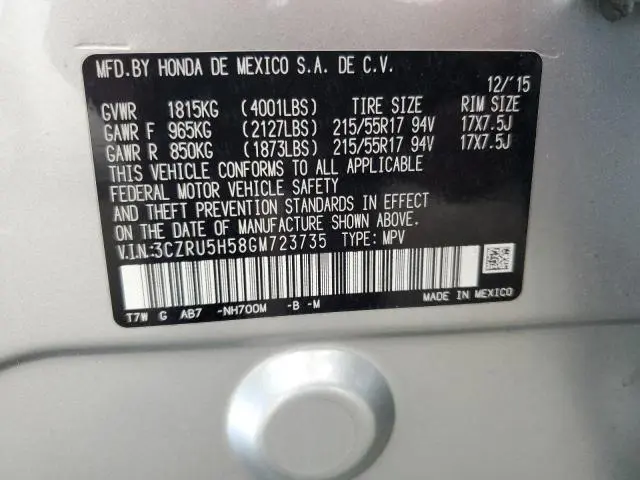 MFD. BY HONDA DE MEXICO S.A. DE C.V.
12/'15
GVWR 1815KG (4001LBS) TIRE SIZE RIM SIZE
GAWR F 965KG (2127LBS) 215/55R17 94V 17X7.5J
GAWR R 850KG (1873LBS) 215/55R17 94V 17X7.5J
THIS VEHICLE CONFORMS TO ALL APPLICABLE
FEDERAL MOTOR VEHICLE SAFETY
AND THEFT PREVENTION STANDARDS IN EFFECT
ON THE DATE OF MANUFACTURE SHOWN ABOVE.
V.I.N:3CZRU5H58GM723735 TYPE: MPV
T7W G AB7 -NH700M -B -M MADE IN MEXICO